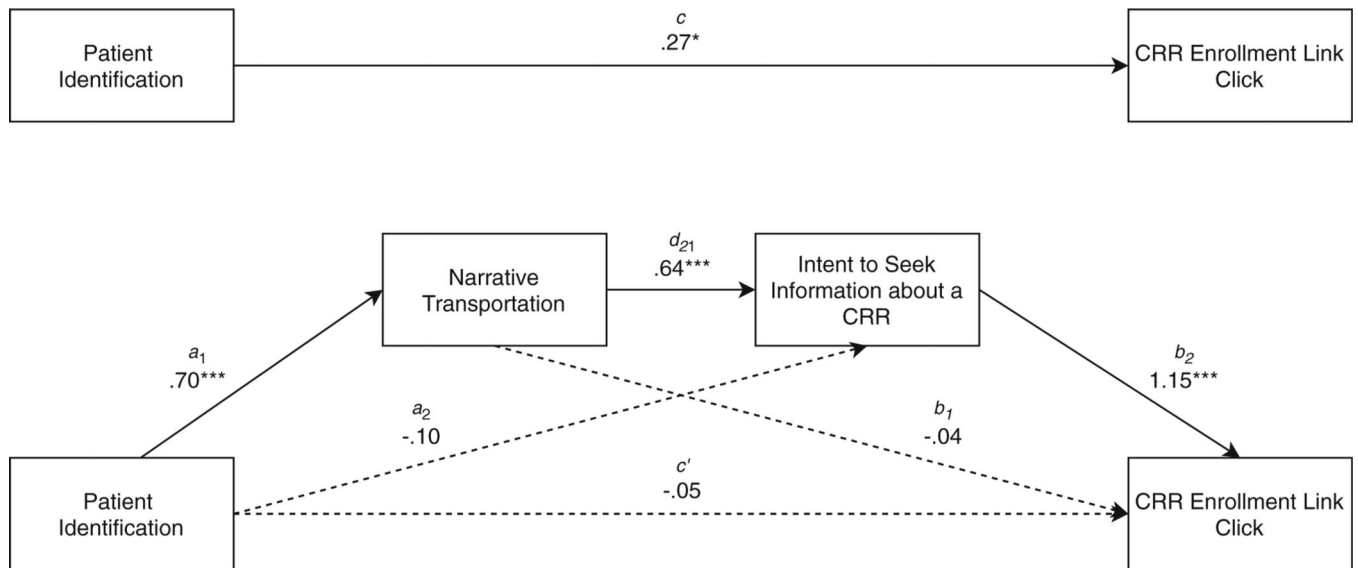 c
.27*
Patient
Identification
CRR Enrollment Link
Click
Narrative
Transportation
d21
.64***
Intent to Seek
Information about a
CRR
a1
.70***
b2
1.15***
a2
-.10
b1
-.04
c'
-.05
Patient
Identification
CRR Enrollment Link
Click